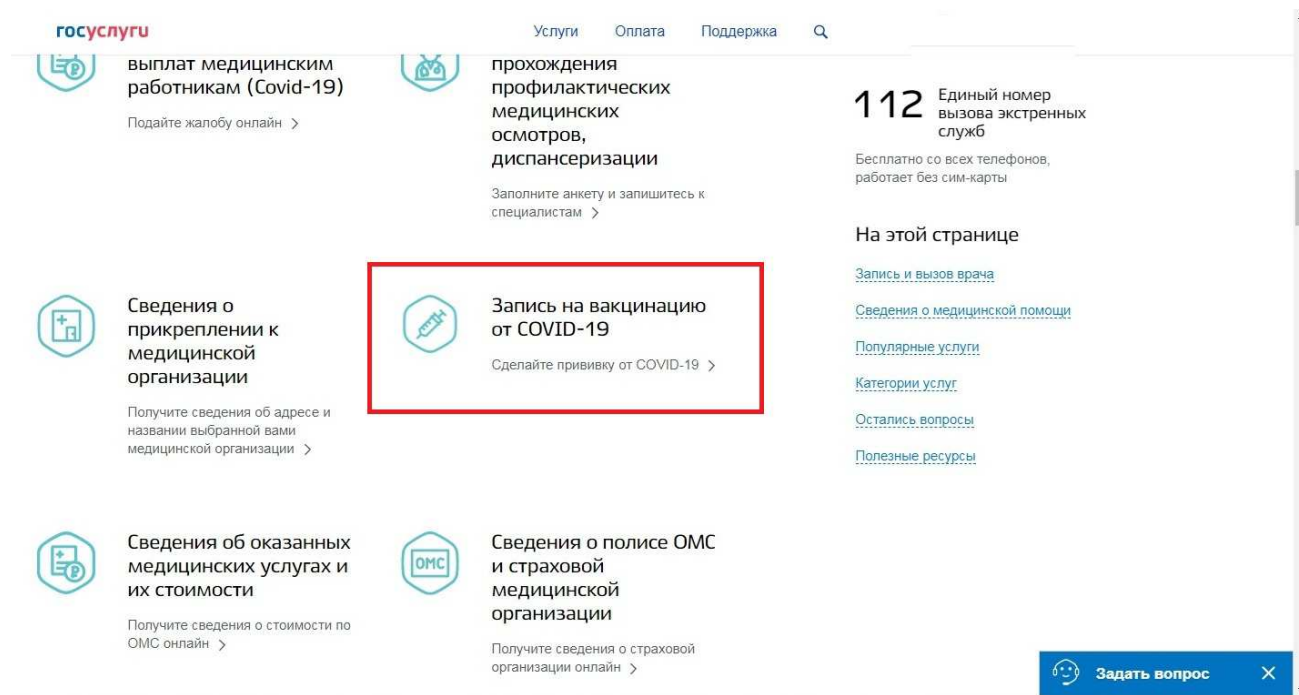 госуслуги
Услуги Оплата Поддержка
выплат медицинским
работникам (Covid-19)
Подайте жалобу онлайн >
прохождения
профилактических
медицинских
осмотров,
диспансеризации
Заполните анкету и запишитесь к
специалистам >
112
Единый номер
вызова экстренных
служб
Бесплатно со всех телефонов,
работает без сим-карты
На этой странице
Запись и вызов врача
Сведения о медицинской помощи
Популярные услуги
Категории услуг
Остались вопросы
Полезные ресурсы
Сведения о
прикреплении к
медицинской
организации
Получите сведения об адресе и
названии выбранной вами
медицинской организации >
Запись на вакцинацию
от COVID-19
Сделайте прививку от COVID-19 >
Сведения об оказанных
медицинских услугах и
их стоимости
Получите сведения о стоимости по
ОМС онлайн >
ОМС
Сведения о полисе ОМС
и страховой
медицинской
организации
Получите сведения о страховой
организации онлайн >
Задать вопрос